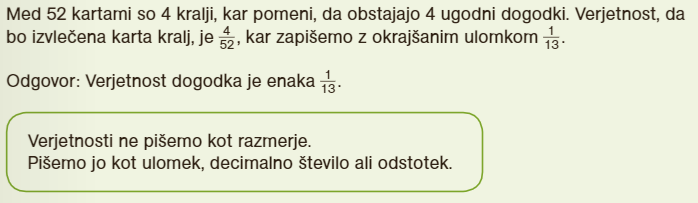 Med 52 kartami so 4 kralji, kar pomeni, da obstajajo 4 ugodni dogodki. Verjetnost, da
bo izvlečena karta kralj, je 4/52, kar zapišemo z okrajšanim ulomkom 1/13.
Odgovor: Verjetnost dogodka je enaka 1/13.
Verjetnosti ne pišemo kot razmerje.
Pišemo jo kot ulomek, decimalno število ali odstotek.